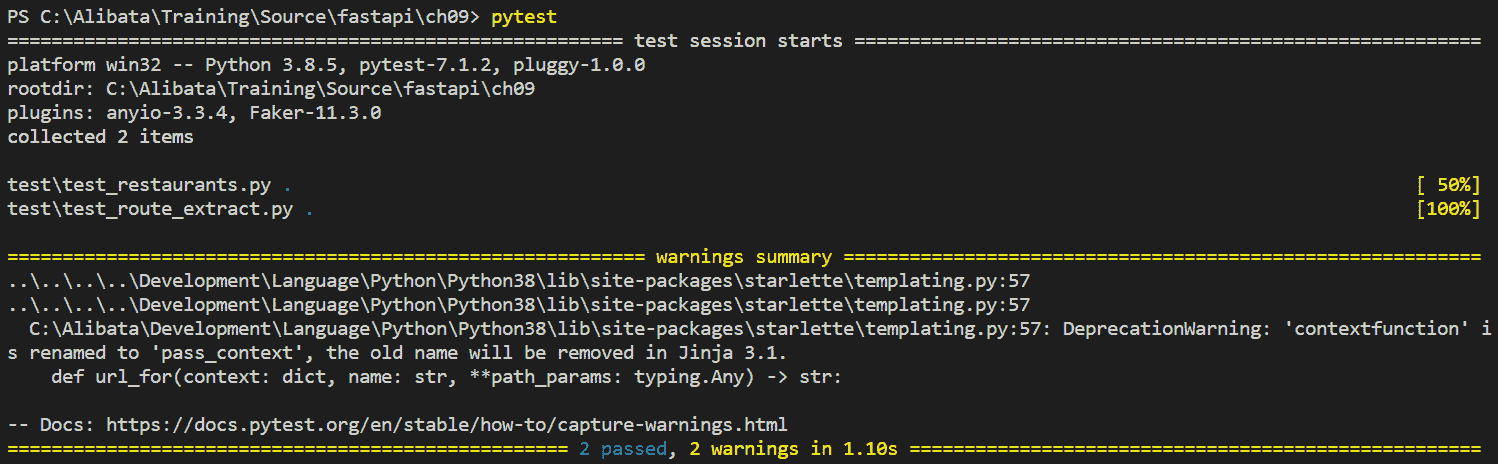 PS C:\Alibata\Training\Source\fastapi\ch09> pytest
=========================================================== test session starts ===========================================================
platform win32 -- Python 3.8.5, pytest-7.1.2, pluggy-1.0.0
rootdir: C:\Alibata\Training\Source\fastapi\ch09
plugins: anyio-3.3.4, Faker-11.3.0
collected 2 items
test\test_restaurants.py . [ 50%]
test\test_route_extract.py . [100%]
=========================================================== warnings summary ===========================================================
..\..\..\..\Development\Language\Python\Python38\lib\site-packages\starlette\templating.py:57
..\..\..\..\Development\Language\Python\Python38\lib\site-packages\starlette\templating.py:57
C:\Alibata\Development\Language\Python\Python38\lib\site-packages\starlette\templating.py:57: DeprecationWarning: 'contextfunction' i
s renamed to 'pass_context', the old name will be removed in Jinja 3.1.
def url_for(context: dict, name: str, **path_params: typing.Any) -> str:
-- Docs: https://docs.pytest.org/en/stable/how-to/capture-warnings.html
=================================================== 2 passed, 2 warnings in 1.10s ====================================================